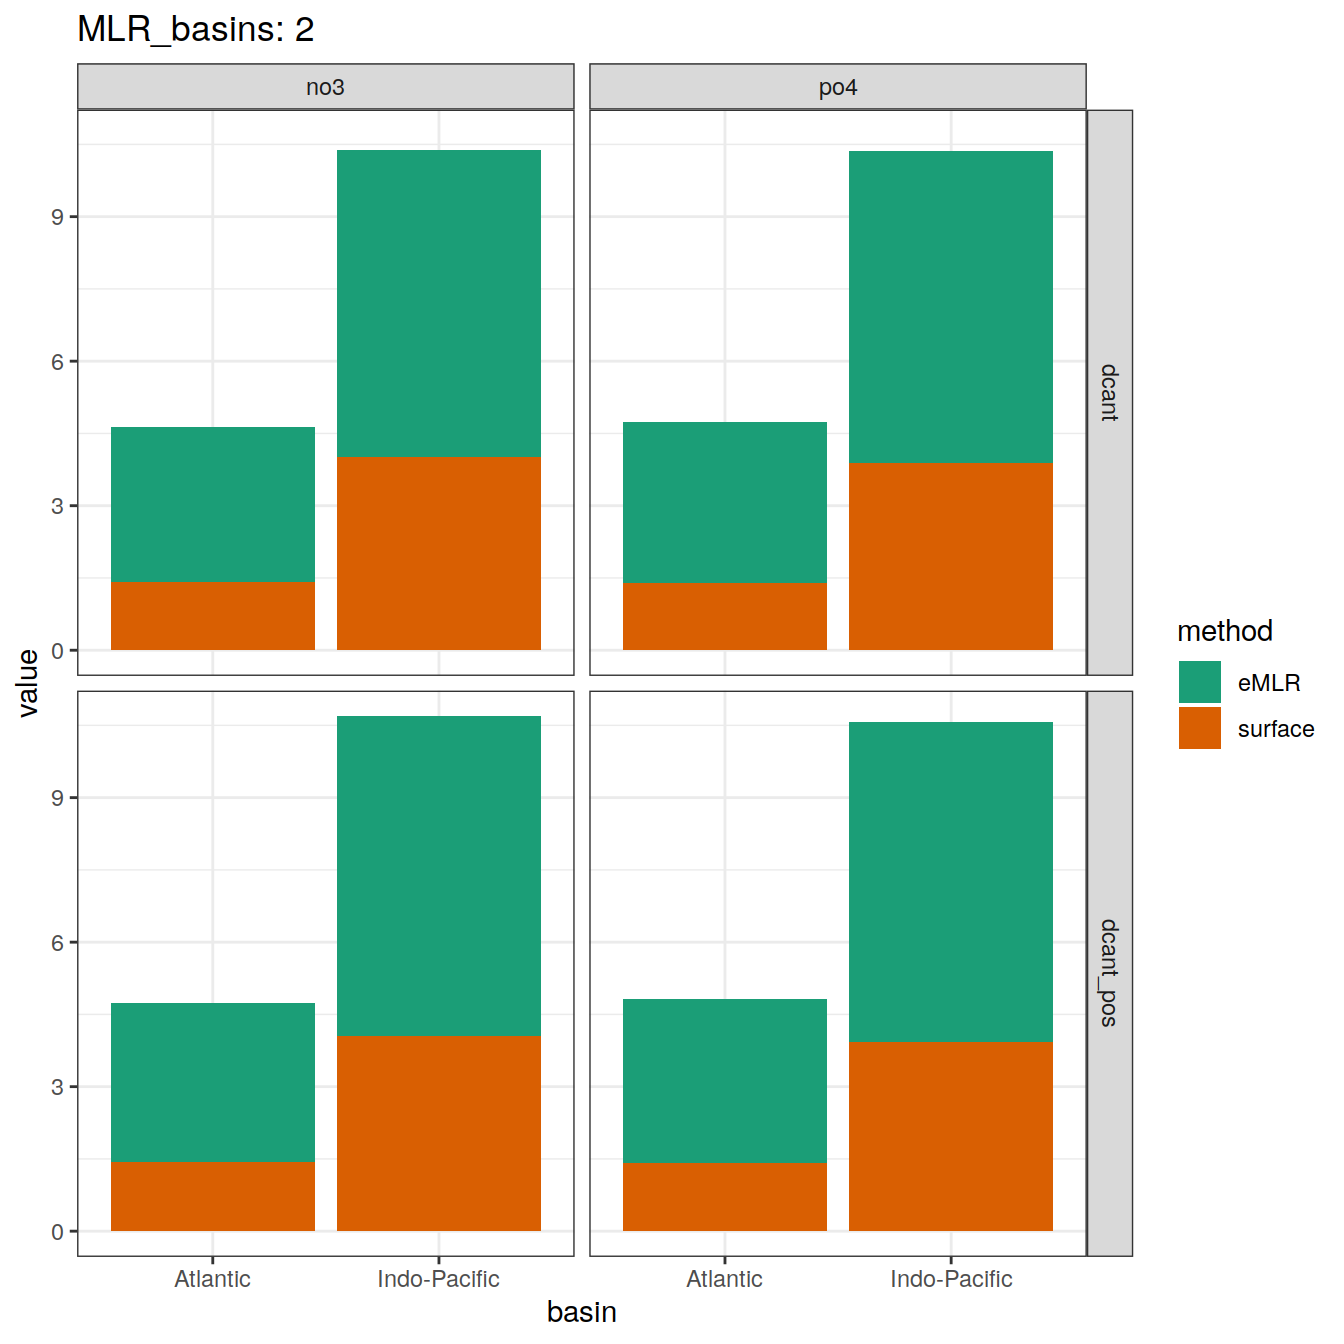 MLR_basins: 2
no3
po4
9
6
3
0
dcant
9
6
3
0
dcant_pos
value
Atlantic
Indo-Pacific
Atlantic
Indo-Pacific
basin
method
eMLR
surface